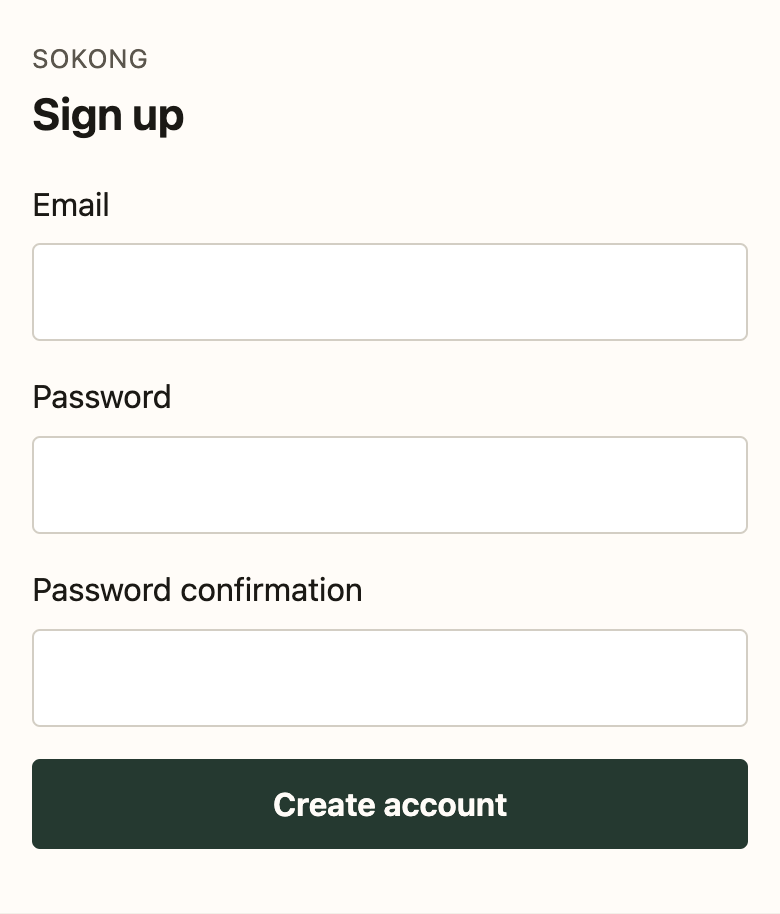 SOKONG
Sign up
Email
Password
Password confirmation
Create account